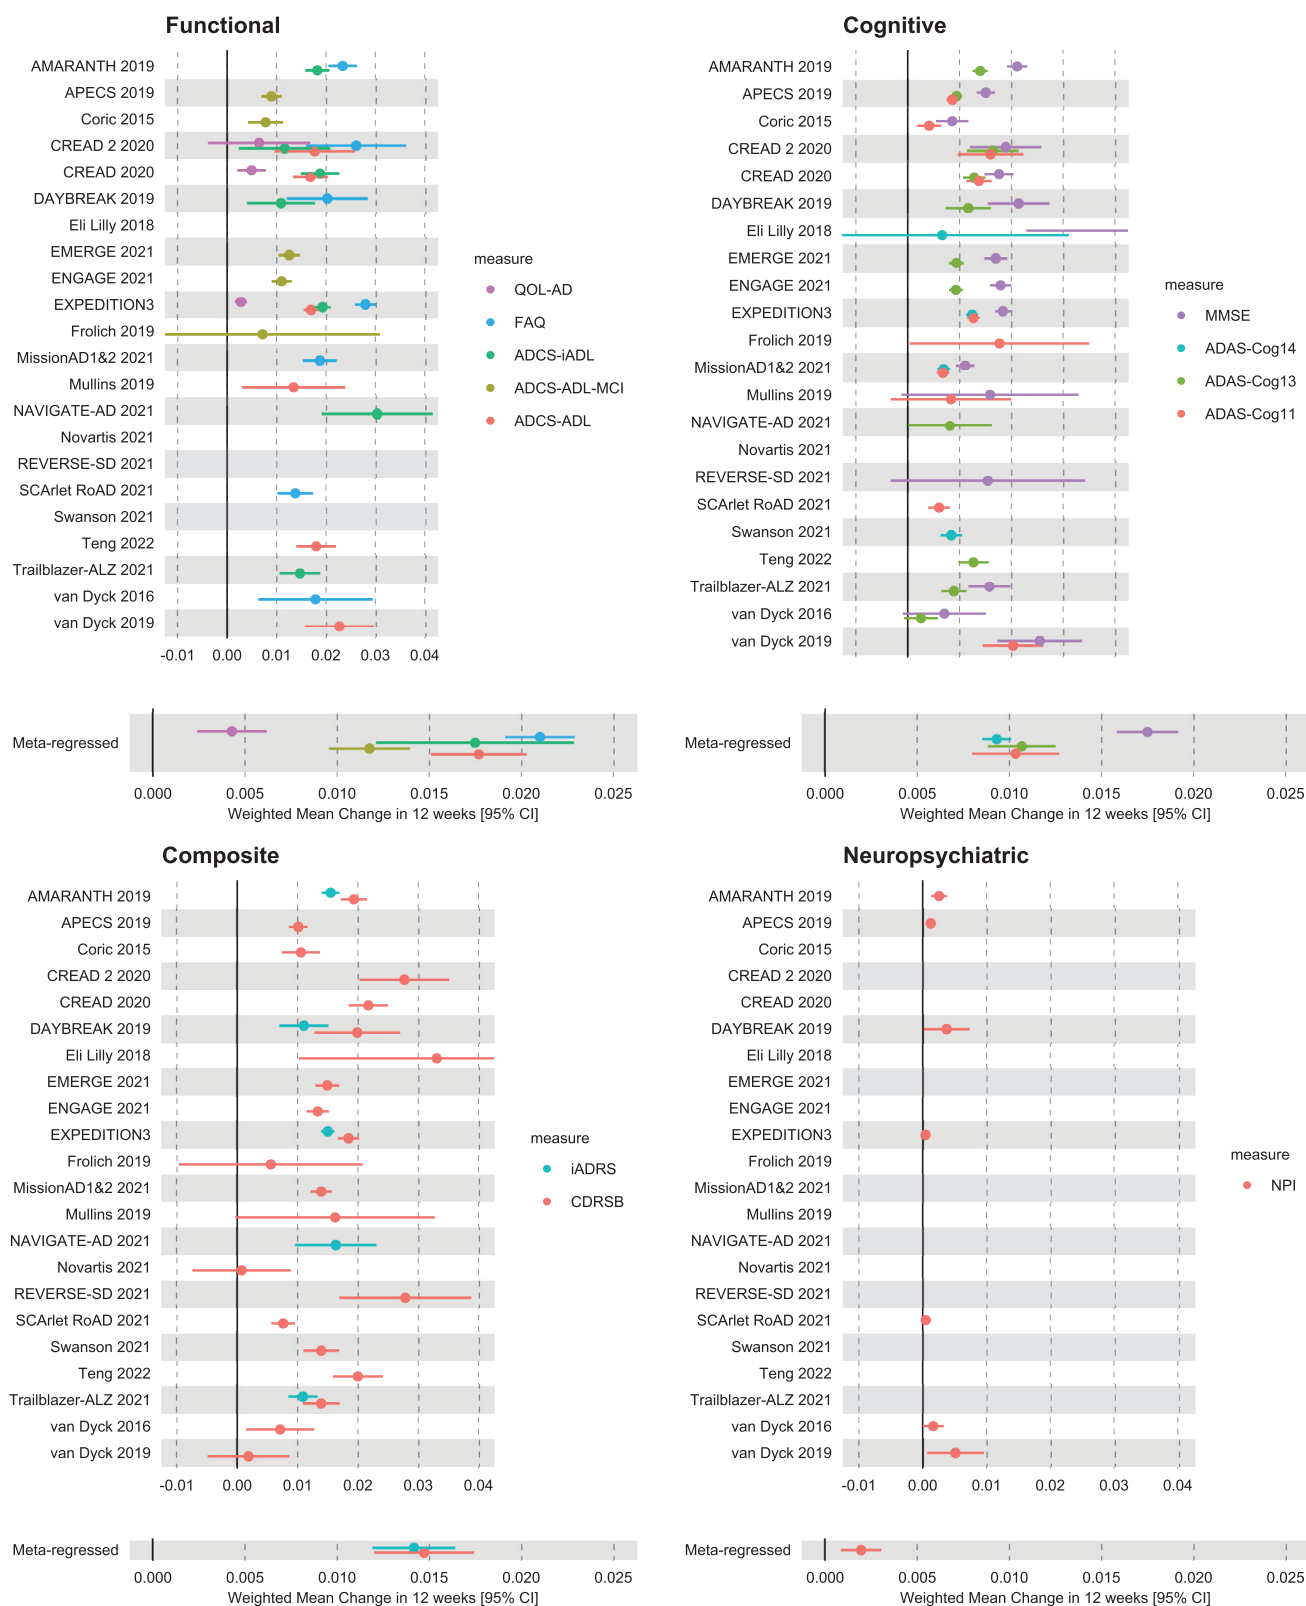 Functional
AMARANTH 2019
APECS 2019
Coric 2015
CREAD 2 2020
CREAD 2020
DAYBREAK 2019
Eli Lilly 2018
EMERGE 2021
ENGAGE 2021
EXPEDITION3
Frolich 2019
MissionAD1&2 2021
Mullins 2019
NAVIGATE-AD 2021
Novartis 2021
REVERSE-SD 2021
SCArlet RoAD 2021
Swanson 2021
Teng 2022
Trailblazer-ALZ 2021
van Dyck 2016
van Dyck 2019
-0.01 0.00 0.01 0.02 0.03 0.04
measure
QOL-AD
FAQ
ADCS-iADL
ADCS-ADL-MCI
ADCS-ADL
Meta-regressed
0.000 0.005 0.010 0.015 0.020 0.025
Weighted Mean Change in 12 weeks [95% CI]
Cognitive
AMARANTH 2019
APECS 2019
Coric 2015
CREAD 2 2020
CREAD 2020
DAYBREAK 2019
Eli Lilly 2018
EMERGE 2021
ENGAGE 2021
EXPEDITION3
Frolich 2019
MissionAD1&2 2021
Mullins 2019
NAVIGATE-AD 2021
Novartis 2021
REVERSE-SD 2021
SCArlet RoAD 2021
Swanson 2021
Teng 2022
Trailblazer-ALZ 2021
van Dyck 2016
van Dyck 2019
measure
MMSE
ADAS-Cog14
ADAS-Cog13
ADAS-Cog11
Meta-regressed
0.000 0.005 0.010 0.015 0.020 0.025
Weighted Mean Change in 12 weeks [95% CI]
Composite
AMARANTH 2019
APECS 2019
Coric 2015
CREAD 2 2020
CREAD 2020
DAYBREAK 2019
Eli Lilly 2018
EMERGE 2021
ENGAGE 2021
EXPEDITION3
Frolich 2019
MissionAD1&2 2021
Mullins 2019
NAVIGATE-AD 2021
Novartis 2021
REVERSE-SD 2021
SCArlet RoAD 2021
Swanson 2021
Teng 2022
Trailblazer-ALZ 2021
van Dyck 2016
van Dyck 2019
-0.01 0.00 0.01 0.02 0.03 0.04
measure
iADRS
CDRSB
Meta-regressed
0.000 0.005 0.010 0.015 0.020 0.025
Weighted Mean Change in 12 weeks [95% CI]
Neuropsychiatric
AMARANTH 2019
APECS 2019
Coric 2015
CREAD 2 2020
CREAD 2020
DAYBREAK 2019
Eli Lilly 2018
EMERGE 2021
ENGAGE 2021
EXPEDITION3
Frolich 2019
MissionAD1&2 2021
Mullins 2019
NAVIGATE-AD 2021
Novartis 2021
REVERSE-SD 2021
SCArlet RoAD 2021
Swanson 2021
Teng 2022
Trailblazer-ALZ 2021
van Dyck 2016
van Dyck 2019
-0.01 0.00 0.01 0.02 0.03 0.04
measure
NPI
Meta-regressed
0.000 0.005 0.010 0.015 0.020 0.025
Weighted Mean Change in 12 weeks [95% CI]